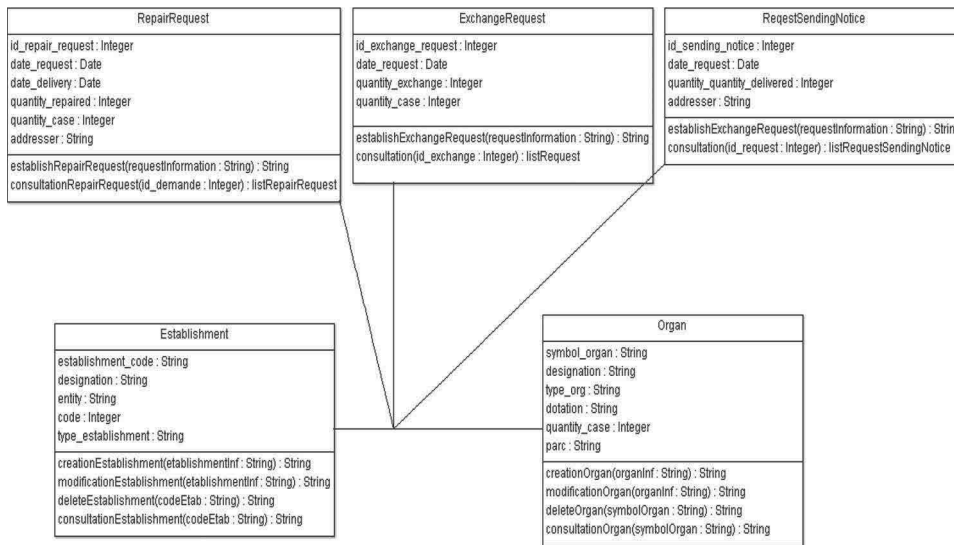 RepairRequest
id_repair_request : Integer
date_request : Date
date_delivery : Date
quantity_repaired : Integer
quantity_case : Integer
addresser : String
establishRepairRequest(requestInformation : String) : String
consultationRepairRequest(id_demande : Integer) : listRepairRequest
ExchangeRequest
id_exchange_request : Integer
date_request : Date
quantity_exchange : Integer
quantity_case : Integer
establishExchangeRequest(requestInformation : String) : String
consultation(id_exchange : Integer) : listRequest
ReqestSendingNotice
id_sending_notice : Integer
date_request : Date
quantity_quantity_delivered : Integer
addresser : String
establishExchangeRequest(requestInformation : String) : Strin
consultation(id_request : Integer) : listRequestSendingNotice
Establishment
establishment_code : String
designation : String
entity : String
code : Integer
type_establishment : String
creationEstablishment(etablishmentInf : String) : String
modificationEstablishment(etablishmentInf : String) : String
deleteEstablishment(codeEtab : String) : String
consultationEstablishment(codeEtab : String) : String
Organ
symbol_organ : String
designation : String
type_org : String
dotation : String
quantity_case : Integer
parc : String
creationOrgan(organInf : String) : String
modificationOrgan(organInf : String) : String
deleteOrgan(symbolOrgan : String) : String
consultationOrgan(symbolOrgan : String) : String